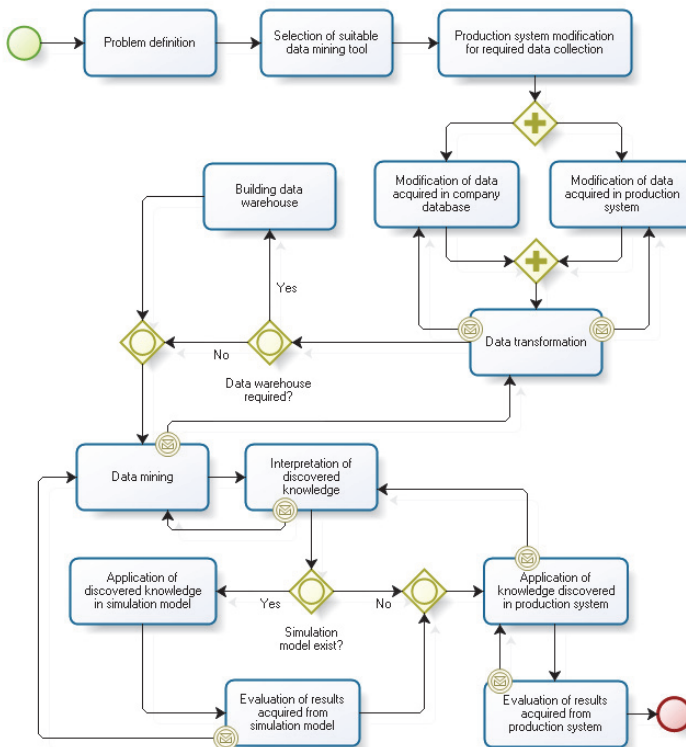 Problem definition
Selection of suitable
data mining tool
Production system modification
for required data collection
Building data
warehouse
Modification of data
acquired in company
database
Modification of data
acquired in production
system
Yes
No
Data warehouse
required?
Data transformation
Data mining
Interpretation of
discovered
knowledge
Application of
discovered knowledge
in simulation model
Yes
No
Simulation
model exist?
Application of
knowledge discovered
in production system
Evaluation of results
acquired from
simulation model
Evaluation of results
acquired from
production system